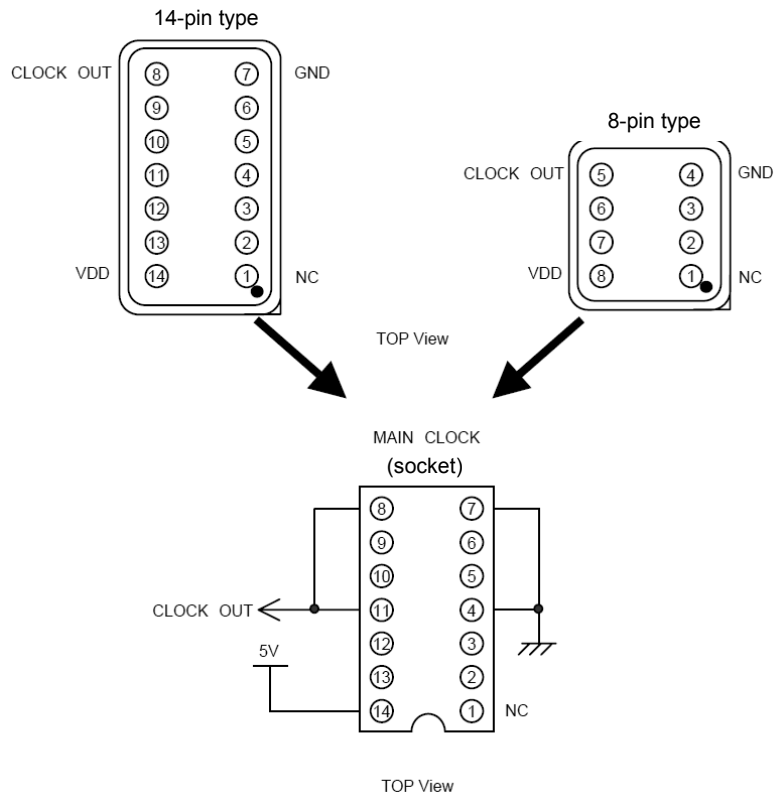 14-pin type
CLOCK OUT 8 7 GND
9 6
10 5
11 4
12 3
13 2
VDD 14 1 NC
8-pin type
CLOCK OUT 5 4 GND
6 3
7 2
VDD 8 1 NC
TOP View
MAIN CLOCK
(socket)
8 7
9 6
10 5
CLOCK OUT 11 4
12 3
5V
13 2
14 1 NC
TOP View